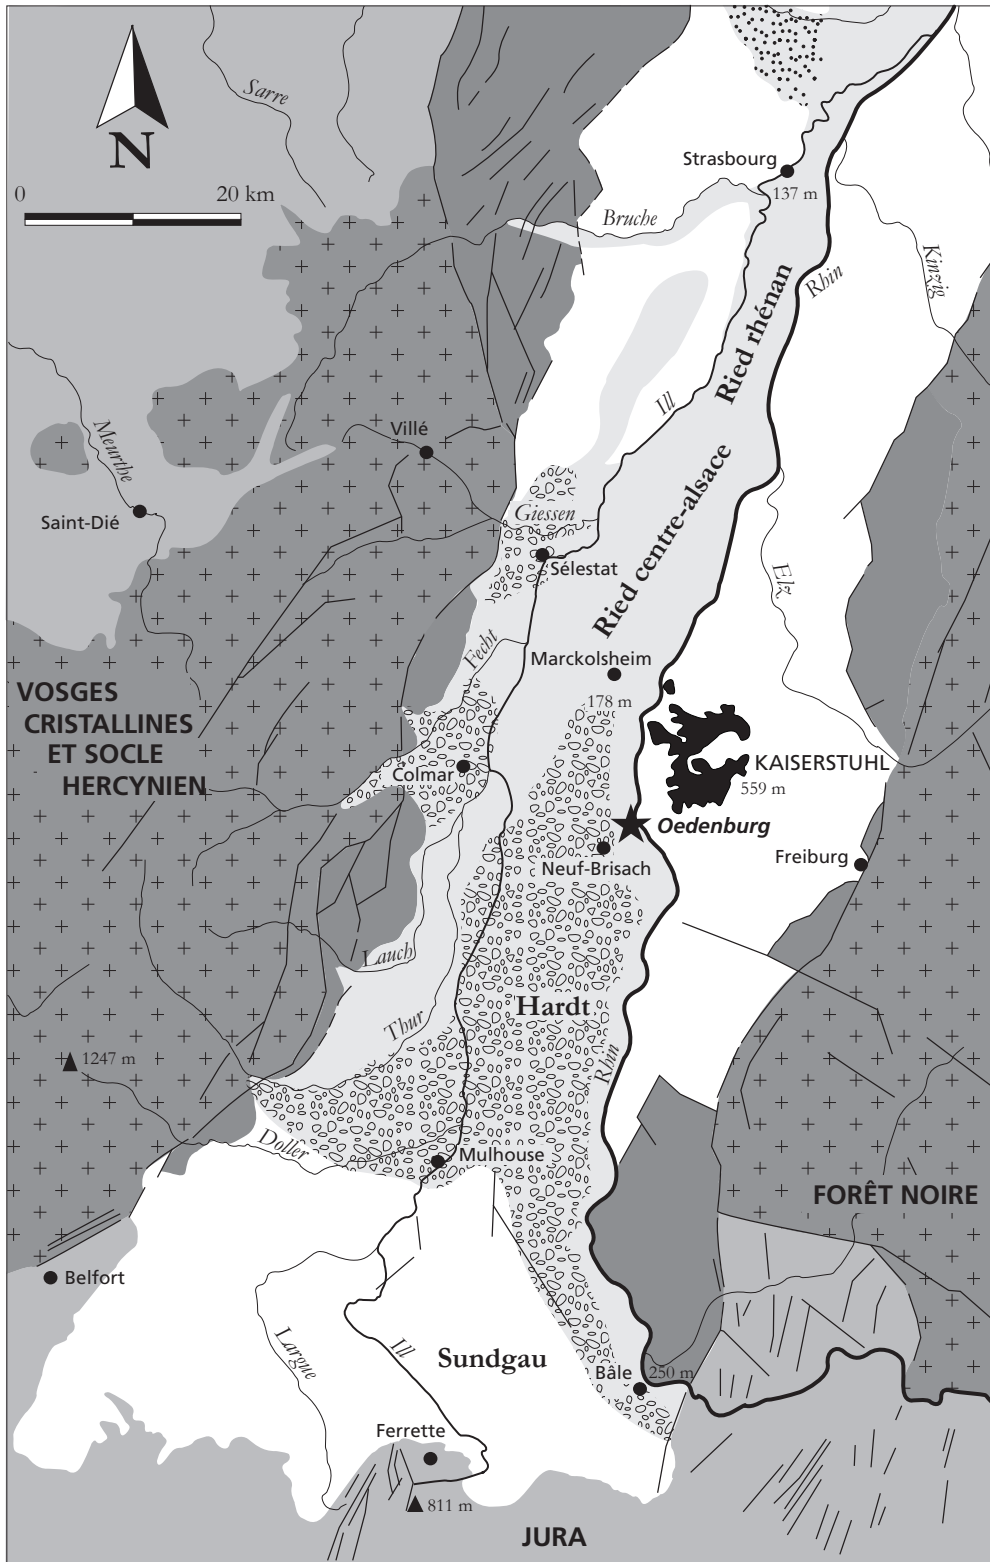 Sarre
N
0 20 km
Strasbourg
137 m
Bruche
Kinzig
Rhin
Ried rhénan
Ill
Villé
Meurthe
Saint-Dié
Giessen
Sélestat
Ried centre-alsace
Elz
Fecht
Marckolsheim
178 m
VOSGES
CRISTALLINES
ET SOCLE
HERCYNIEN
Colmar
KAISERSTUHL
559 m
Oedenburg
Neuf-Brisach
Freiburg
Lauch
Hardt
Thur
Rhin
1247 m
Doller
Mulhouse
FORÊT NOIRE
Belfort
Largue
Ill
Sundgau
Bâle
250 m
Ferrette
811 m
JURA